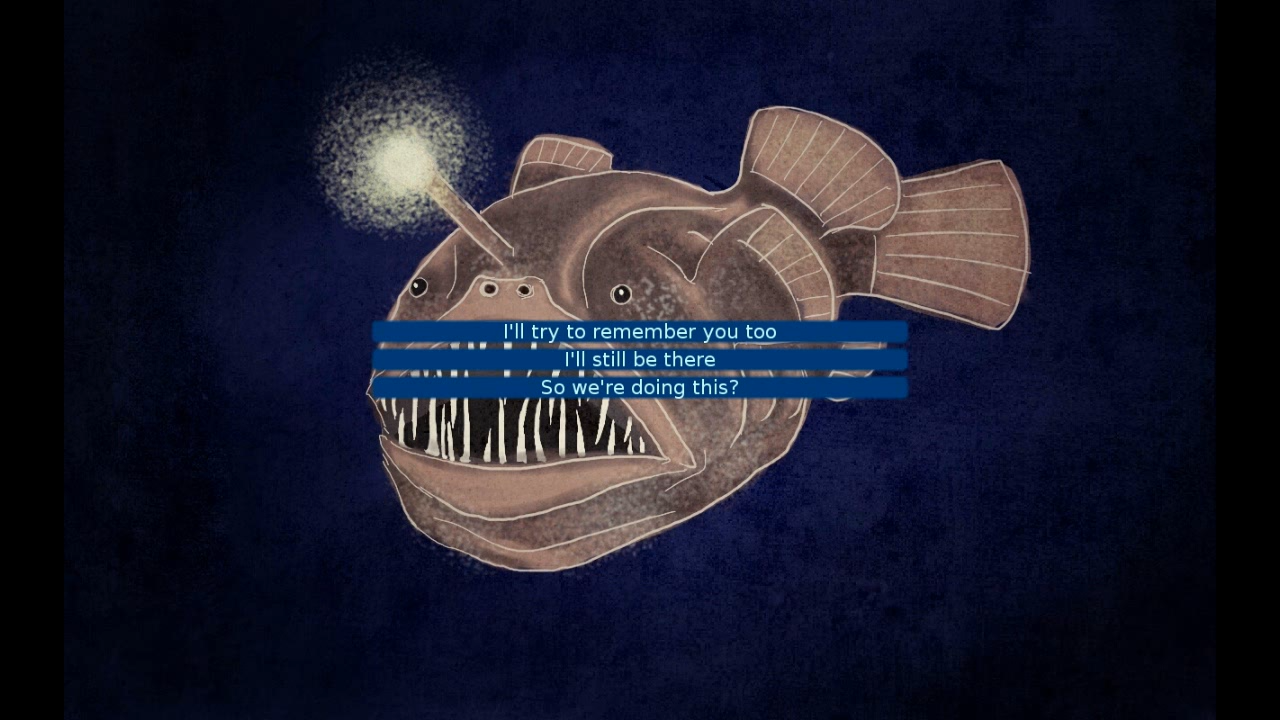 I'll try to remember you too
I'll still be there
So we're doing this?